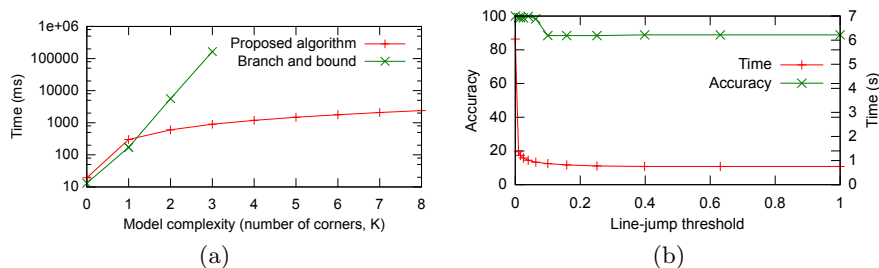 1e+06
100000
10000
1000
100
10
Time (ms)
Proposed algorithm
Branch and bound
0 1 2 3 4 5 6 7 8
Model complexity (number of corners, K)
(a)
100
80
60
40
20
0
Accuracy
Time
Accuracy
7
6
5
4
3
2
1
0
Time (s)
0 0.2 0.4 0.6 0.8 1
Line-jump threshold
(b)